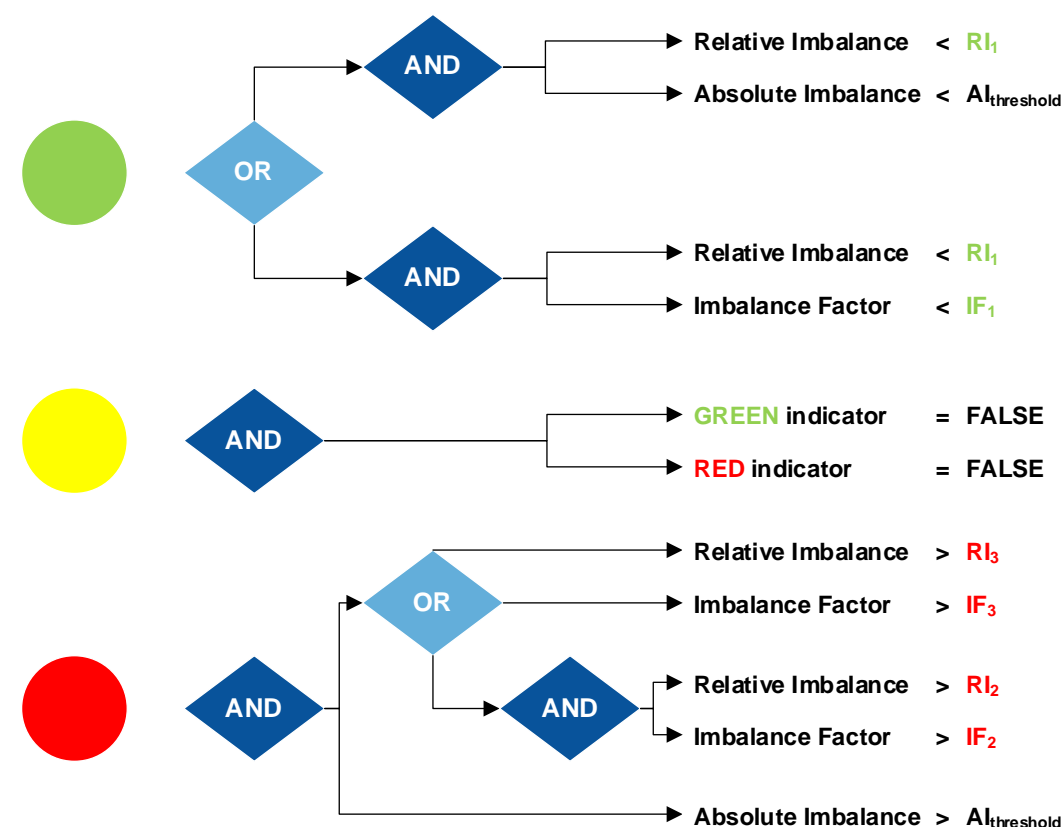 AND
Relative Imbalance < RI₁
Absolute Imbalance < AIthreshold
OR
AND
Relative Imbalance < RI₁
Imbalance Factor < IF₁
AND
GREEN indicator = FALSE
RED indicator = FALSE
Relative Imbalance > RI₃
OR
Imbalance Factor > IF₃
AND
AND
Relative Imbalance > RI₂
Imbalance Factor > IF₂
Absolute Imbalance > AIthreshold